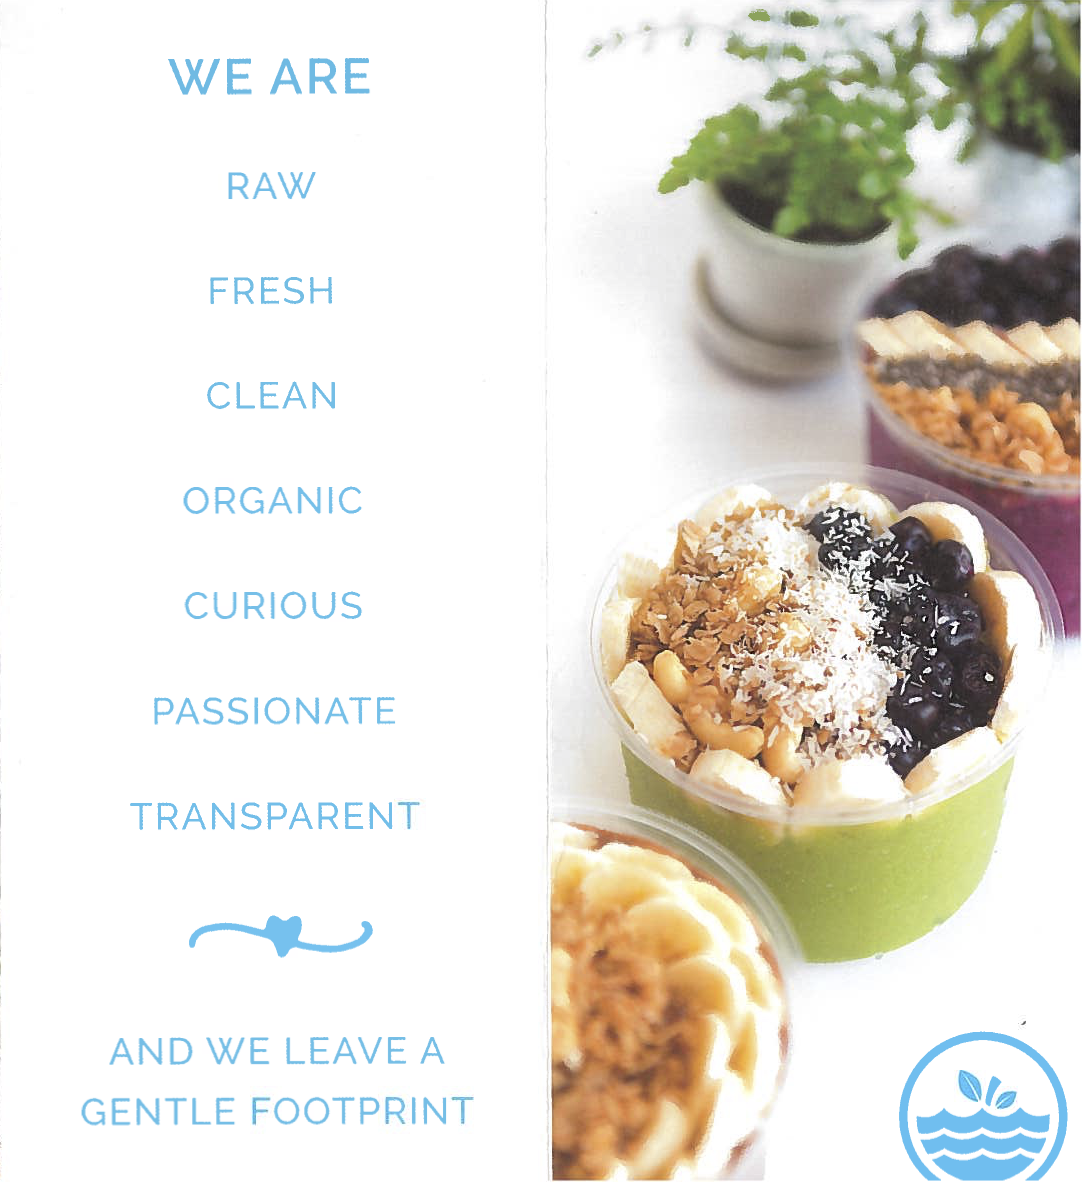 WE ARE
RAW
FRESH
CLEAN
ORGANIC
CURIOUS
PASSIONATE
TRANSPARENT
AND WE LEAVE A
GENTLE FOOTPRINT